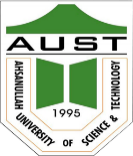 AUST
1995
AHSANULLAH UNIVERSITY OF SCIENCE & TECHNOLOGY